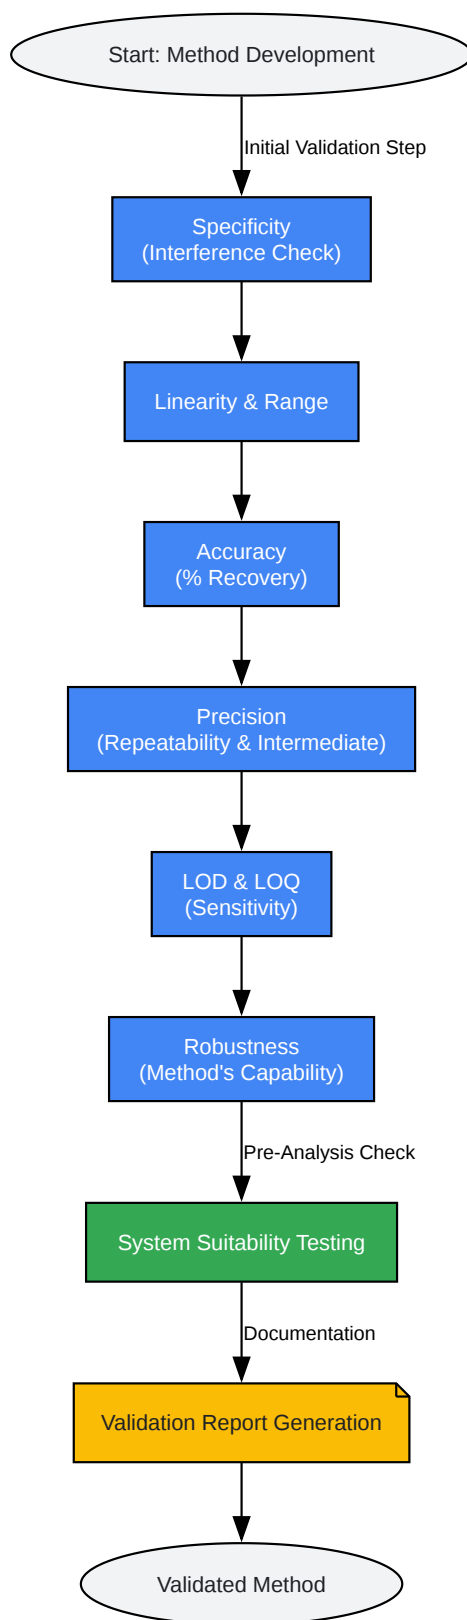 Start: Method Development
Initial Validation Step
Specificity
(Interference Check)
Linearity & Range
Accuracy
(% Recovery)
Precision
(Repeatability & Intermediate)
LOD & LOQ
(Sensitivity)
Robustness
(Method's Capability)
Pre-Analysis Check
System Suitability Testing
Documentation
Validation Report Generation
Validated Method